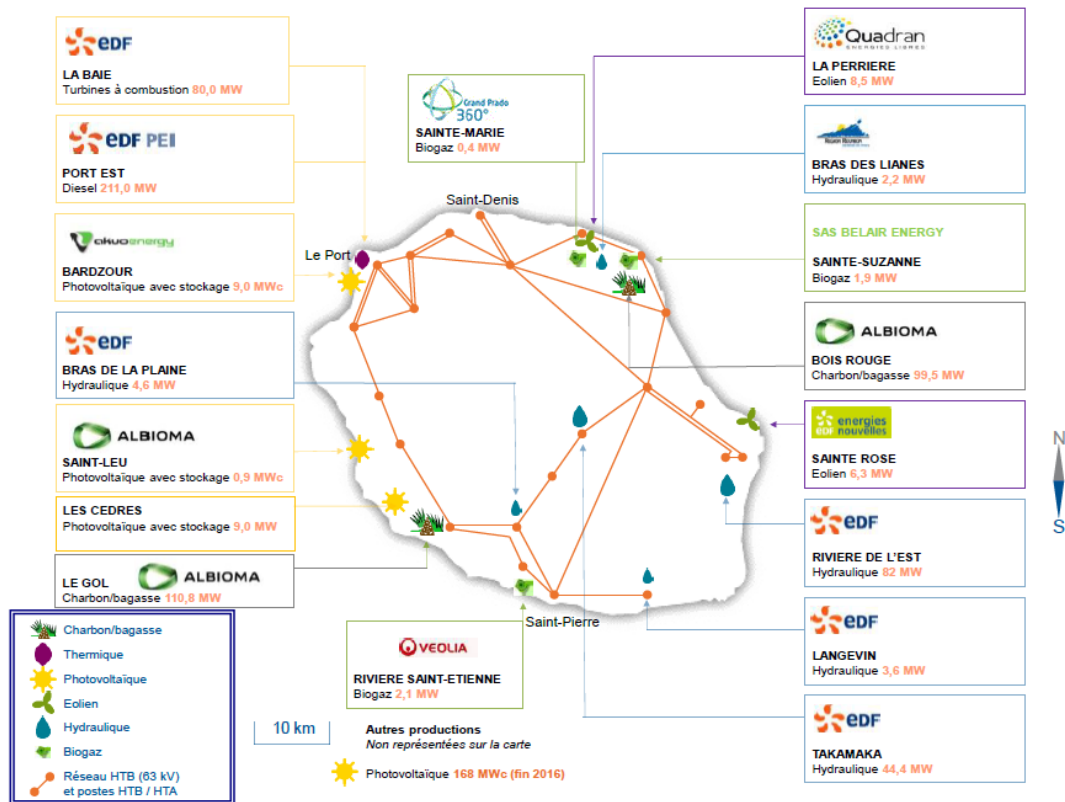 eDF
LA BAIE
Turbines à combustion 80,0 MW
eDF PEI
PORT EST
Diesel 211,0 MW
akuoenergy
BARDZOUR
Photovoltaïque avec stockage 9,0 MWc
eDF
BRAS DE LA PLAINE
Hydraulique 4,6 MW
ALBIOMA
SAINT-LEU
Photovoltaïque avec stockage 0,9 MWc
LES CEDRES
Photovoltaïque avec stockage 9,0 MW
LE GOL
ALBIOMA
Charbon/bagasse 110,8 MW
Grand Prado
360°
SAINTE-MARIE
Biogaz 0,4 MW
Saint-Denis
Le Port
Saint-Pierre
VEOLIA
RIVIERE SAINT-ETIENNE
Biogaz 2,1 MW
Quadran
ENERGIES LIBRES
LA PERRIERE
Eolien 8,5 MW
BRAS DES LIANES
Hydraulique 2,2 MW
SAS BELAIR ENERGY
SAINTE-SUZANNE
Biogaz 1,9 MW
ALBIOMA
BOIS ROUGE
Charbon/bagasse 99,5 MW
eDF energies
nouvelles
SAINTE ROSE
Eolien 6,3 MW
eDF
RIVIERE DE L'EST
Hydraulique 82 MW
eDF
LANGEVIN
Hydraulique 3,6 MW
eDF
TAKAMAKA
Hydraulique 44,4 MW
N
S
Charbon/bagasse
Thermique
Photovoltaïque
Eolien
Hydraulique
Biogaz
Réseau HTB (63 kV)
et postes HTB / HTA
10 km
Autres productions
Non représentées sur la carte
Photovoltaïque 168 MWc (fin 2016)